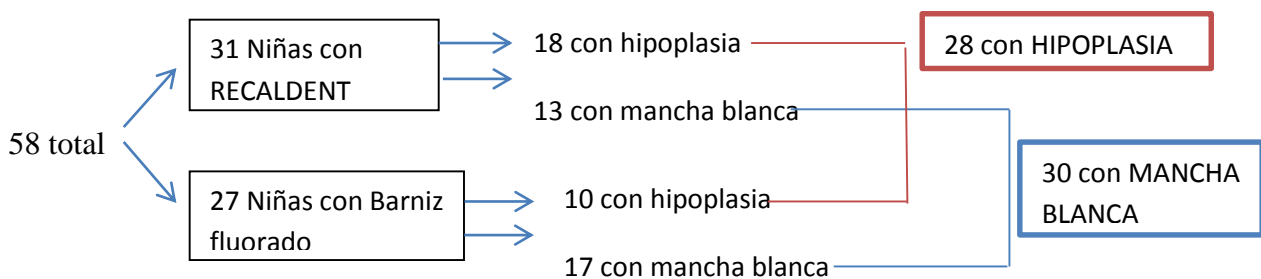 58 total
31 Niñas con
RECALDENT
18 con hipoplasia
13 con mancha blanca
28 con HIPOPLASIA
27 Niñas con Barniz
fluorado
10 con hipoplasia
17 con mancha blanca
30 con MANCHA
BLANCA